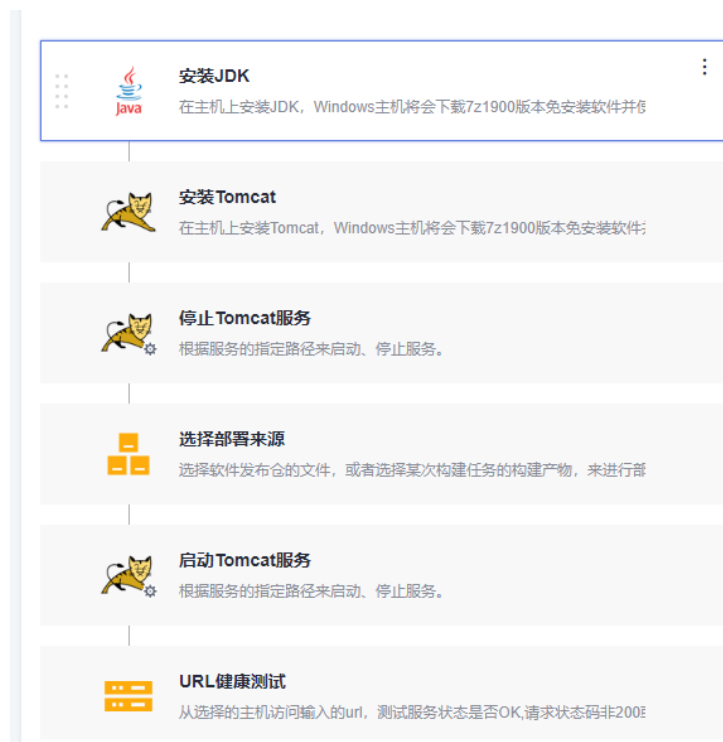 安装JDK
Java
在主机上安装JDK，Windows主机将会下载7z1900版本免安装软件并使
安装Tomcat
在主机上安装Tomcat，Windows主机将会下载7z1900版本免安装软件
停止Tomcat服务
根据服务的指定路径来启动、停止服务。
选择部署来源
选择软件发布仓的文件，或者选择某次构建任务的构建产物，来进行部
启动Tomcat服务
根据服务的指定路径来启动、停止服务。
URL健康测试
从选择的主机访问输入的url，测试服务状态是否OK,请求状态码非200